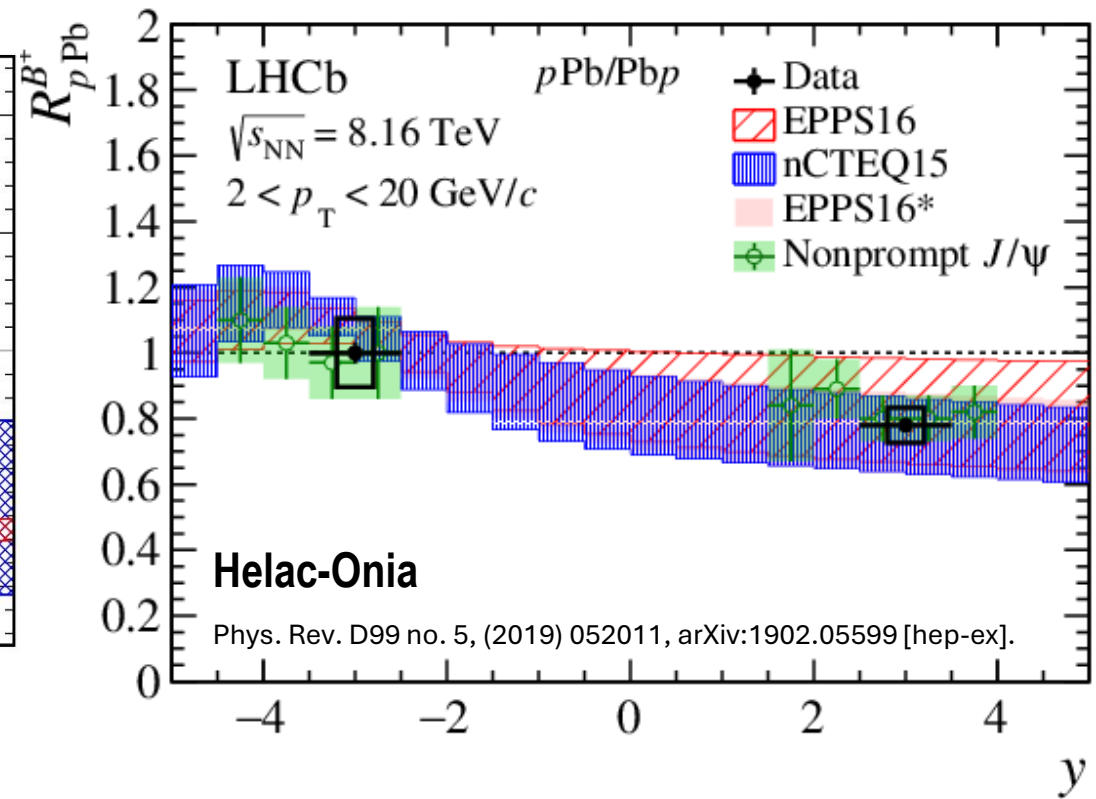 R^{B^+}_{pPb}
2
1.8
1.6
1.4
1.2
1
0.8
0.6
0.4
0.2
0
LHCb
√s_{NN} = 8.16 TeV
2 < p_T < 20 GeV/c
pPb/Pbp
Data
EPPS16
nCTEQ15
EPPS16*
Nonprompt J/ψ
Helac-Onia
Phys. Rev. D99 no. 5, (2019) 052011, arXiv:1902.05599 [hep-ex].
−4 −2 0 2 4
y